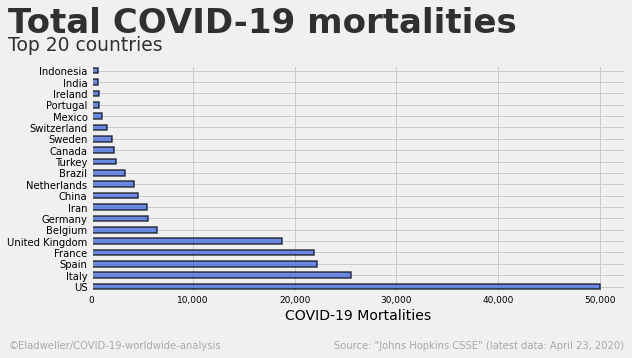 Total COVID-19 mortalities
Top 20 countries
Indonesia
India
Ireland
Portugal
Mexico
Switzerland
Sweden
Canada
Turkey
Brazil
Netherlands
China
Iran
Germany
Belgium
United Kingdom
France
Spain
Italy
US
0 10,000 20,000 30,000 40,000 50,000
COVID-19 Mortalities
©Eladweller/COVID-19-worldwide-analysis Source: "Johns Hopkins CSSE" (latest data: April 23, 2020)